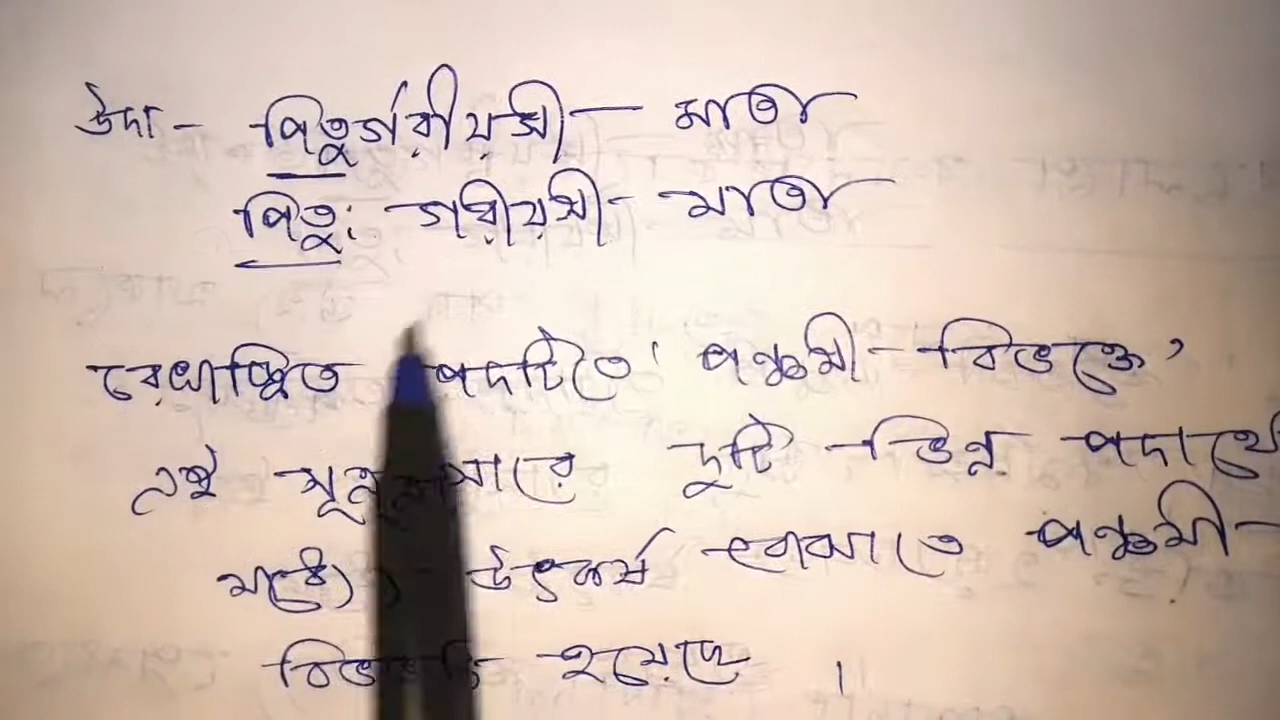 উদা- পিতুর্গরীয়সী - মাতা
পিতুঃ গরীয়সী - মাতা
রেখাঙ্কিত পদটিতে 'পঞ্চমী-বিভক্তে'
এই সূত্রানুসারে দুটি ভিন্ন পদার্থে
মধ্যে উৎকর্ষ বোঝাতে পঞ্চমী-
বিভক্তি হয়েছে।